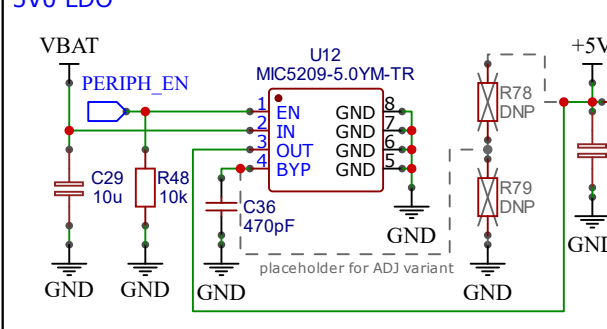 5V0 LDO
VBAT
PERIPH_EN
U12
MIC5209-5.0YM-TR
+5V
1 EN GND 8
2 IN GND 7
3 OUT GND 6
4 BYP GND 5
R78
DNP
R79
DNP
C29
10u
R48
10k
C36
470pF
GND
GND
placeholder for ADJ variant
GND
GND
GND
GND